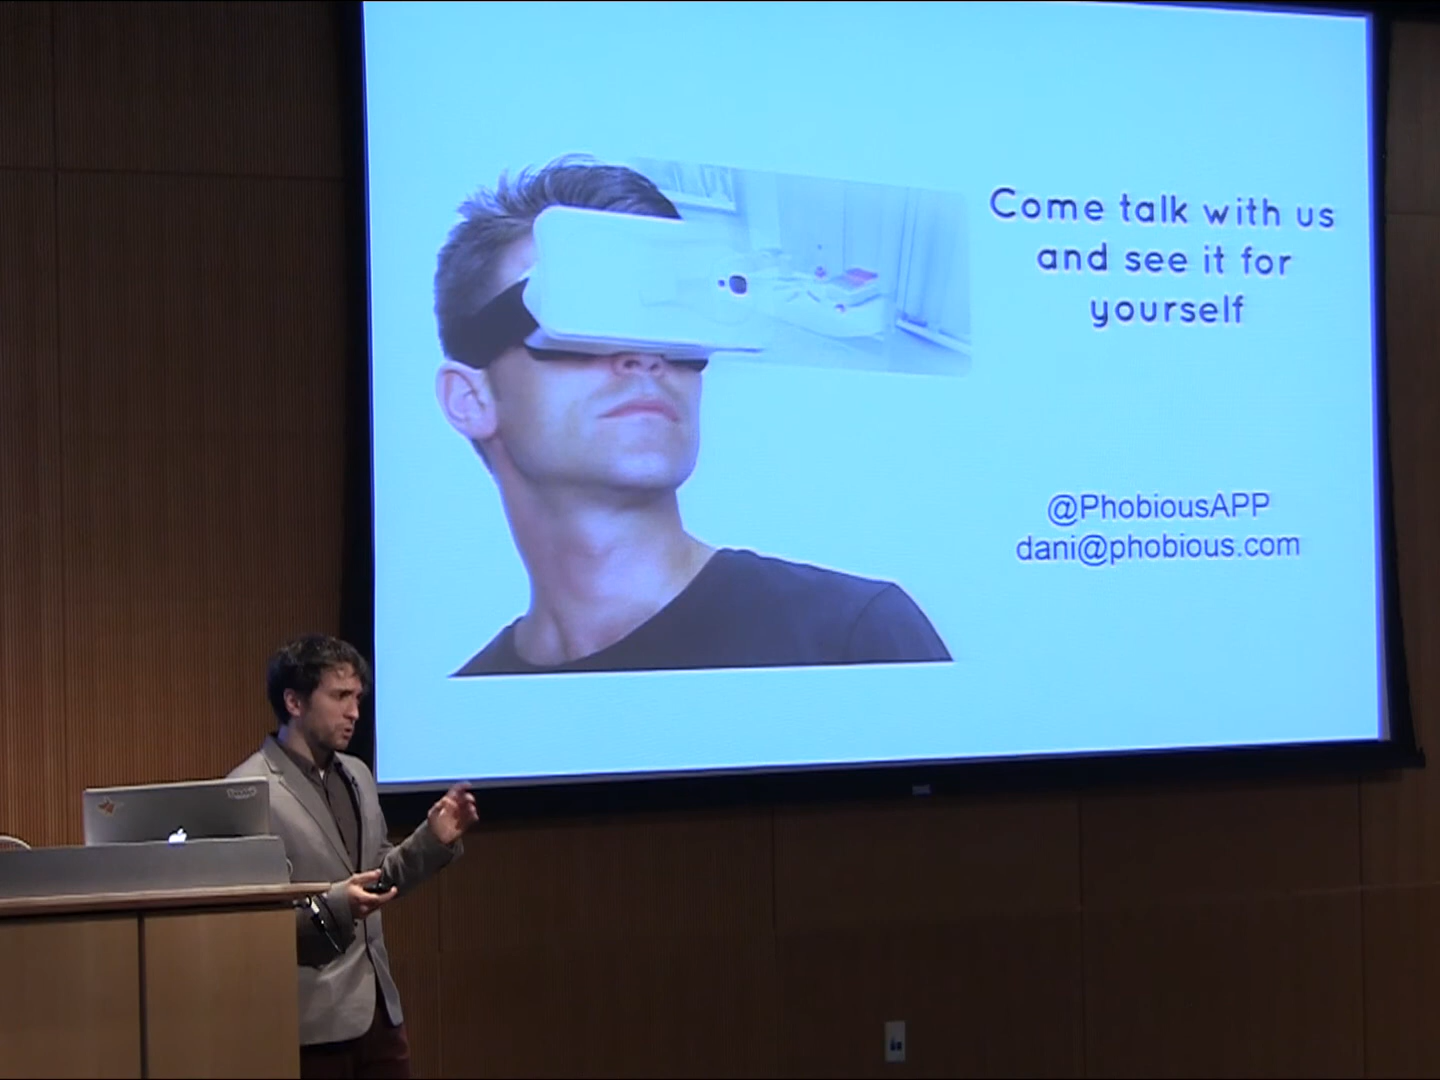 Come talk with us
and see it for
yourself
@PhobiousAPP
dani@phobious.com